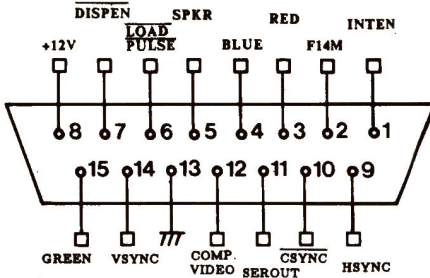 DISPEN SPKR RED INTEN
+12V LOAD PULSE BLUE F14M
8 7 6 5 4 3 2 1
15 14 13 12 11 10 9
GREEN VSYNC COMP. VIDEO SEROUT CSYNC HSYNC